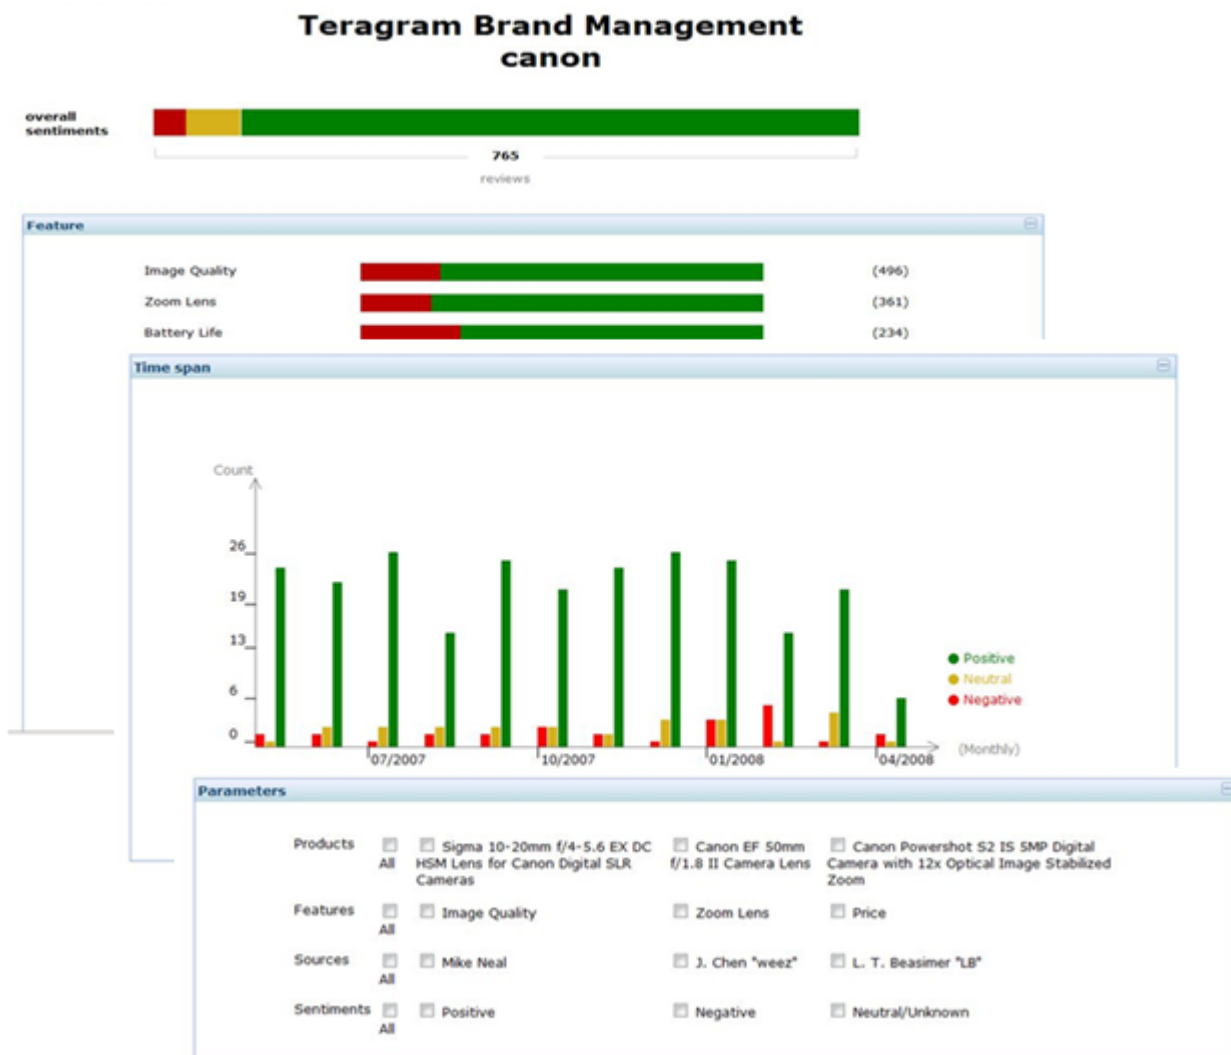 Teragram Brand Management
canon
overall
sentiments
765
reviews
Feature
Image Quality (496)
Zoom Lens (361)
Battery Life (234)
Time span
Count
26
19
13
6
0
07/2007 10/2007 01/2008 04/2008
(Monthly)
Positive
Neutral
Negative
Parameters
Products All Sigma 10-20mm f/4-5.6 EX DC
HSM Lens for Canon Digital SLR
Cameras
Canon EF 50mm
f/1.8 II Camera Lens
Canon Powershot S2 IS 5MP Digital
Camera with 12x Optical Image Stabilized
Zoom
Features All Image Quality Zoom Lens Price
Sources All Mike Neal J. Chen "weez" L. T. Beasimer "LB"
Sentiments All Positive Negative Neutral/Unknown